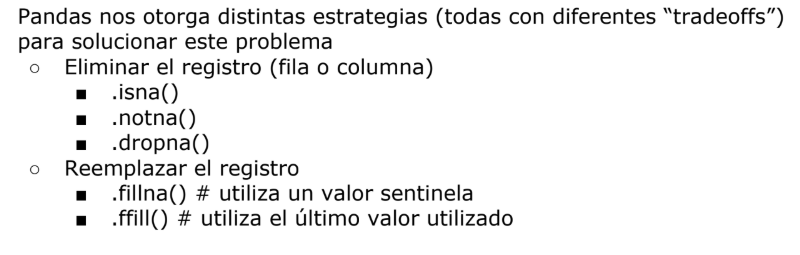 Pandas nos otorga distintas estrategias (todas con diferentes “tradeoffs”)
para solucionar este problema
○ Eliminar el registro (fila o columna)
■ .isna()
■ .notna()
■ .dropna()
○ Reemplazar el registro
■ .fillna() # utiliza un valor sentinela
■ .ffill() # utiliza el último valor utilizado